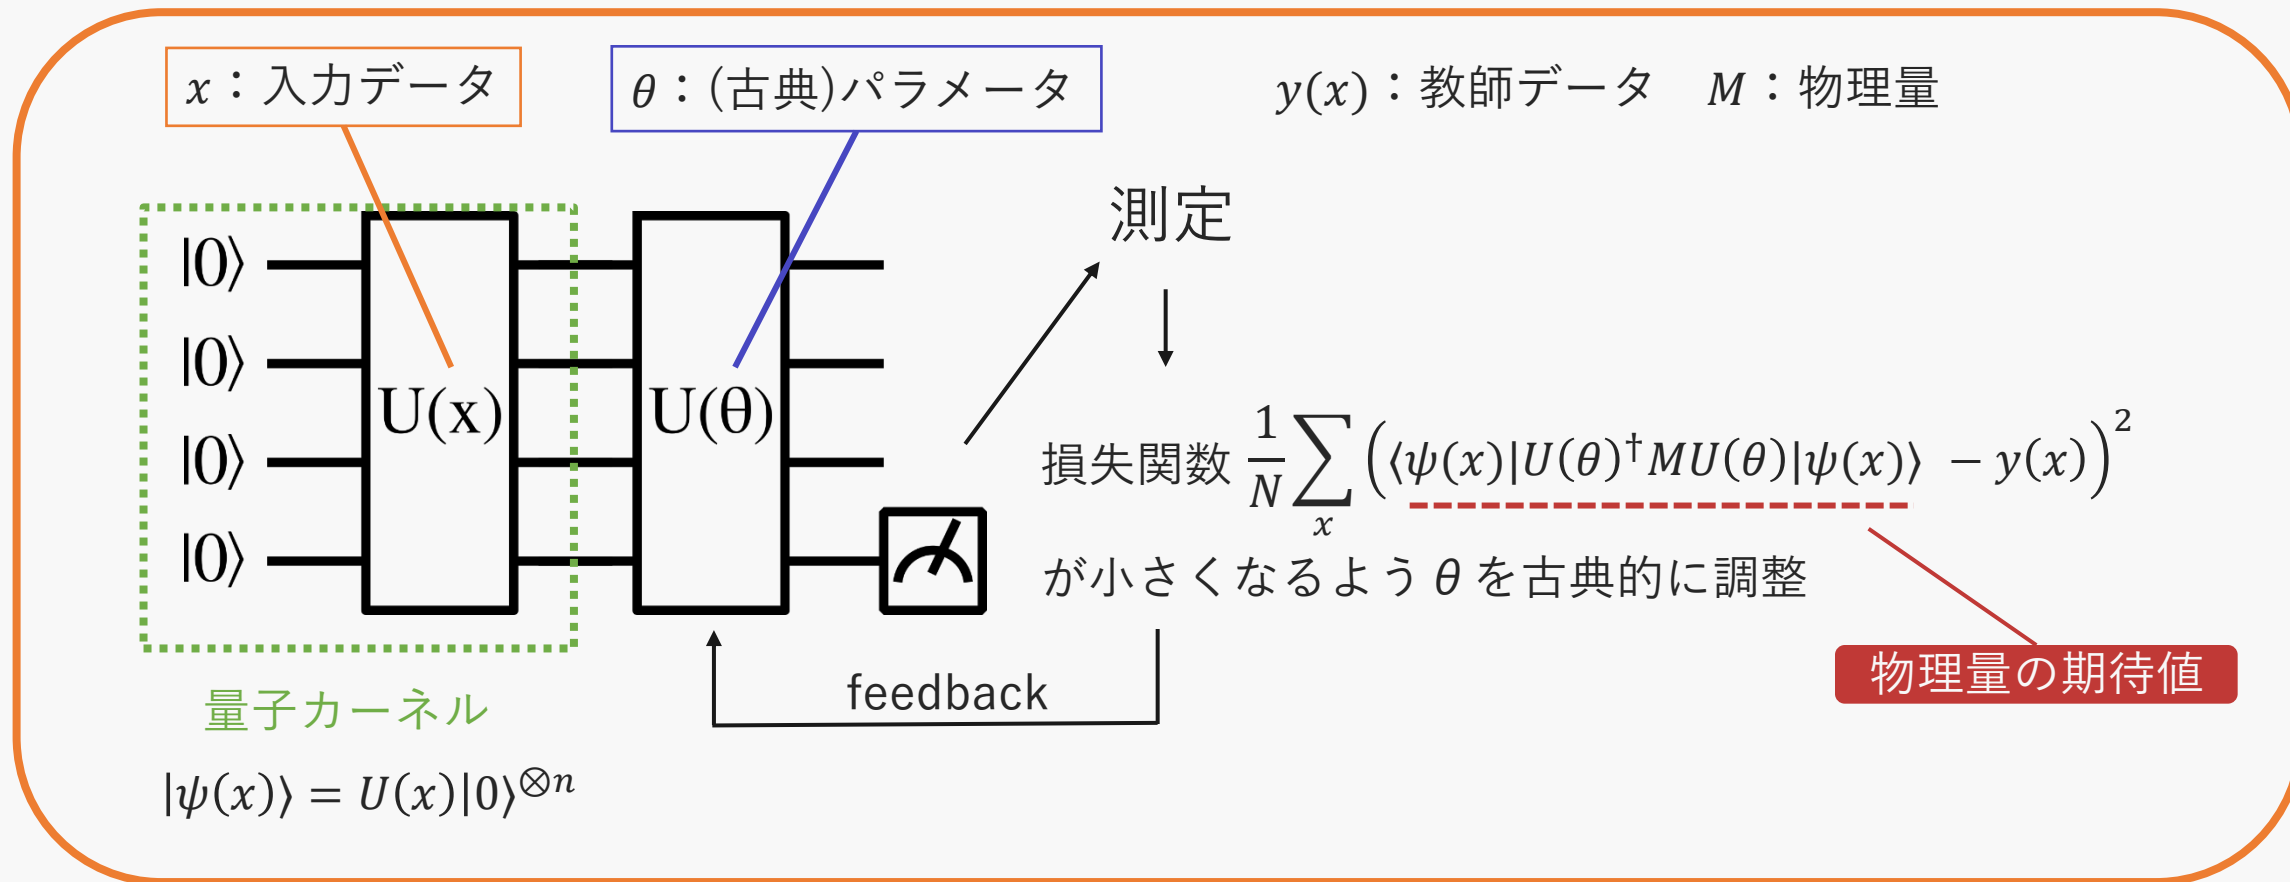 x：入力データ
θ：(古典)パラメータ
y(x)：教師データ　M：物理量
測定
|0⟩
|0⟩
|0⟩
|0⟩
U(x)
U(θ)
損失関数 \frac{1}{N}\sum_{x}(⟨ψ(x)|U(θ)†MU(θ)|ψ(x)⟩ − y(x))²
が小さくなるよう θ を古典的に調整
物理量の期待値
feedback
量子カーネル
|ψ(x)⟩ = U(x)|0⟩^{⊗n}